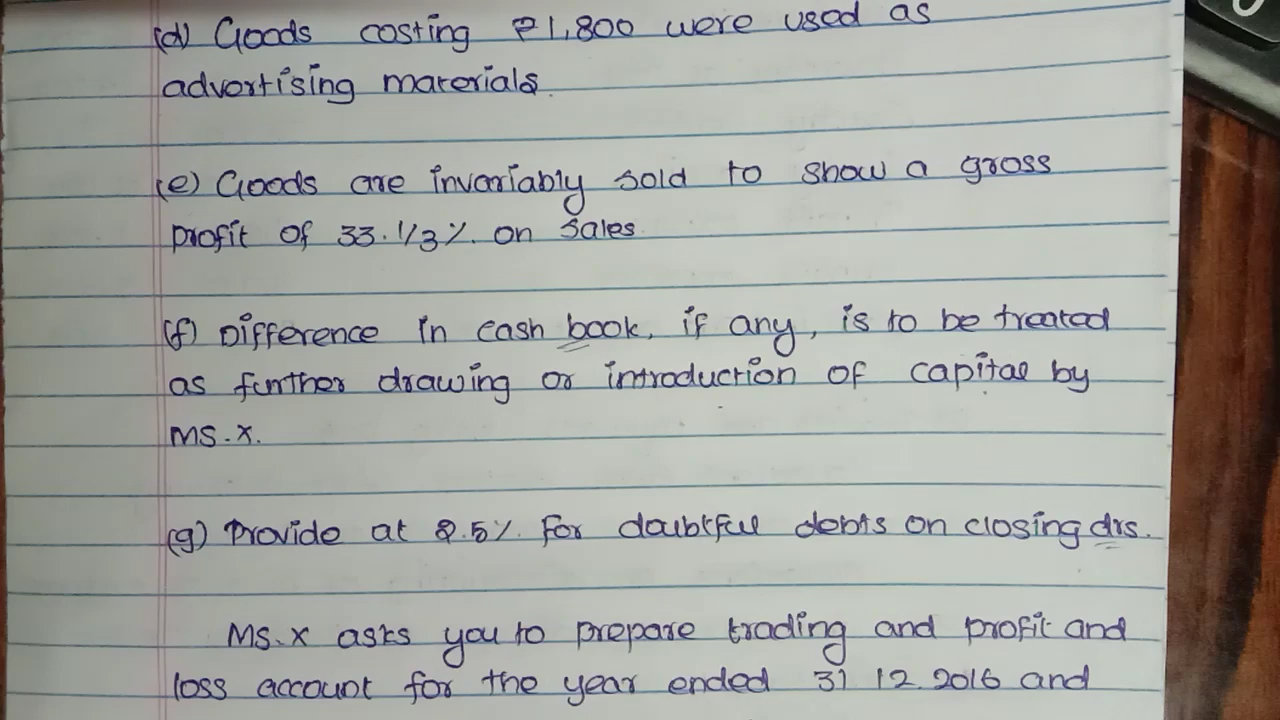 (d) Goods costing ₹1,800 were used as
advertising materials.
(e) Goods are invariably sold to show a gross
profit of 33.1/3% on sales
(f) Difference in cash book, if any, is to be treated
as further drawing or introduction of capital by
Ms.X.
(g) Provide at 2.5% for doubtful debts on closing drs.
Ms.X asks you to prepare trading and profit and
loss account for the year ended 31 12.2016 and